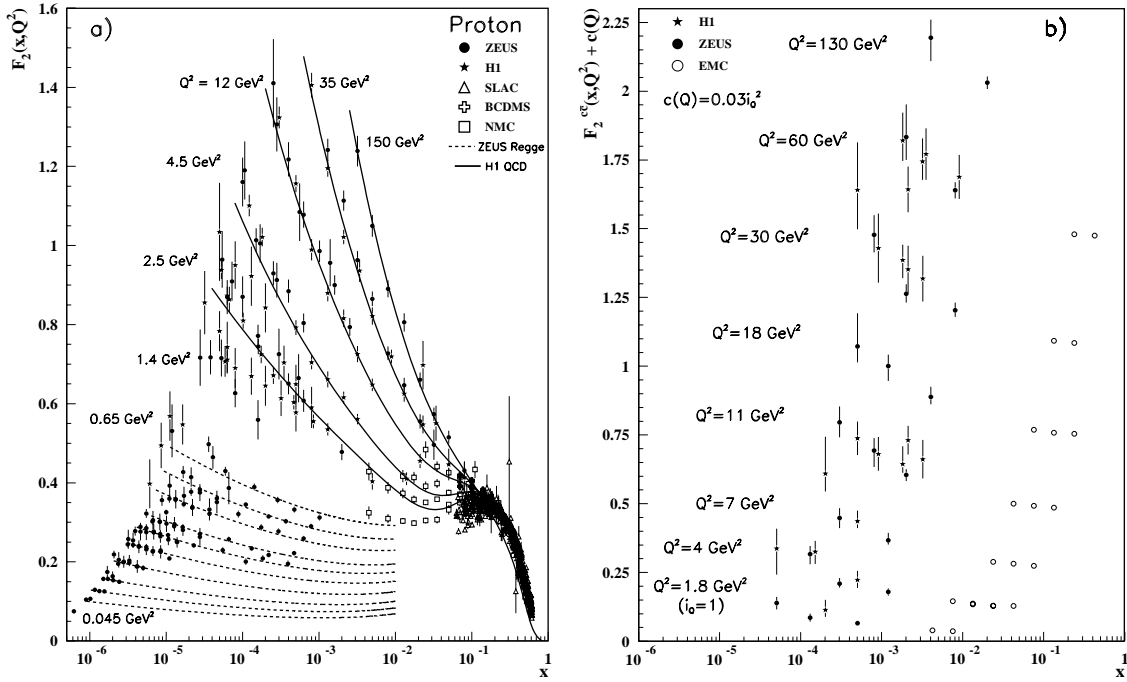 a)
Proton
ZEUS
H1
SLAC
BCDMS
NMC
ZEUS Regge
H1 QCD
F₂(x,Q²)
1.6
1.4
1.2
1
0.8
0.6
0.4
0.2
0
Q² = 12 GeV²
35 GeV²
150 GeV²
4.5 GeV²
2.5 GeV²
1.4 GeV²
0.65 GeV²
0.045 GeV²
10⁻⁶ 10⁻⁵ 10⁻⁴ 10⁻³ 10⁻² 10⁻¹ 1
x
b)
H1
ZEUS
EMC
c(Q)=0.03i_Q²
F₂^cc̄(x,Q²) + c(Q)
2.25
2
1.75
1.5
1.25
1
0.75
0.5
0.25
0
Q²=130 GeV²
Q²=60 GeV²
Q²=30 GeV²
Q²=18 GeV²
Q²=11 GeV²
Q²=7 GeV²
Q²=4 GeV²
Q²=1.8 GeV²
(i_Q=1)
10⁻⁶ 10⁻⁵ 10⁻⁴ 10⁻³ 10⁻² 10⁻¹ 1
x